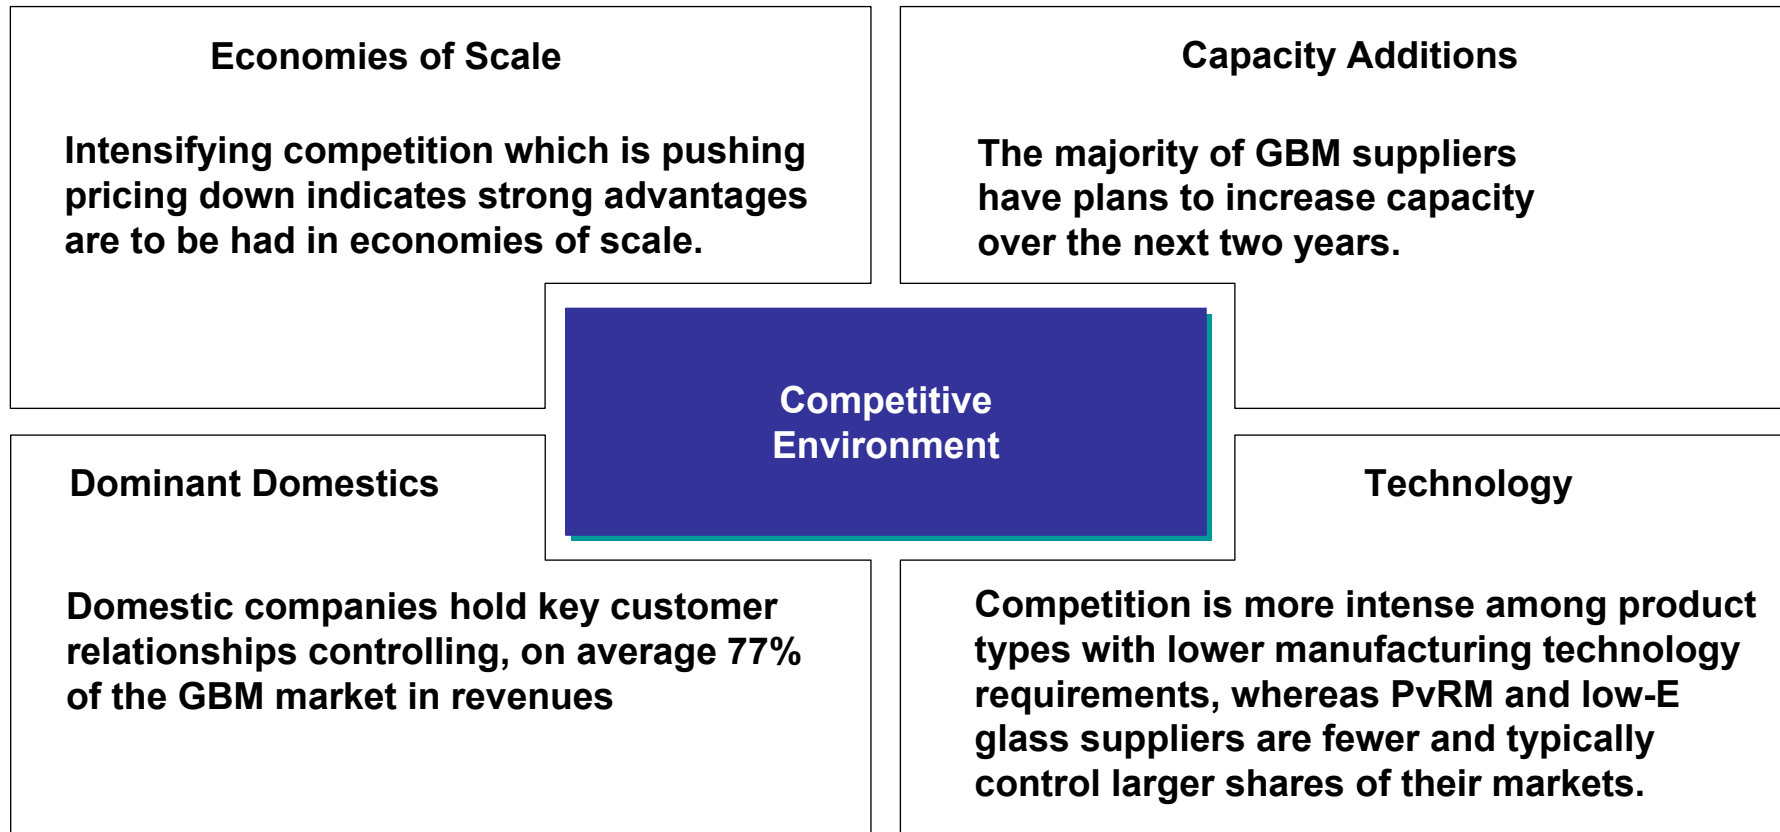 Economies of Scale
Intensifying competition which is pushing
pricing down indicates strong advantages
are to be had in economies of scale.
Capacity Additions
The majority of GBM suppliers
have plans to increase capacity
over the next two years.
Competitive
Environment
Dominant Domestics
Domestic companies hold key customer
relationships controlling, on average 77%
of the GBM market in revenues
Technology
Competition is more intense among product
types with lower manufacturing technology
requirements, whereas PvRM and low-E
glass suppliers are fewer and typically
control larger shares of their markets.